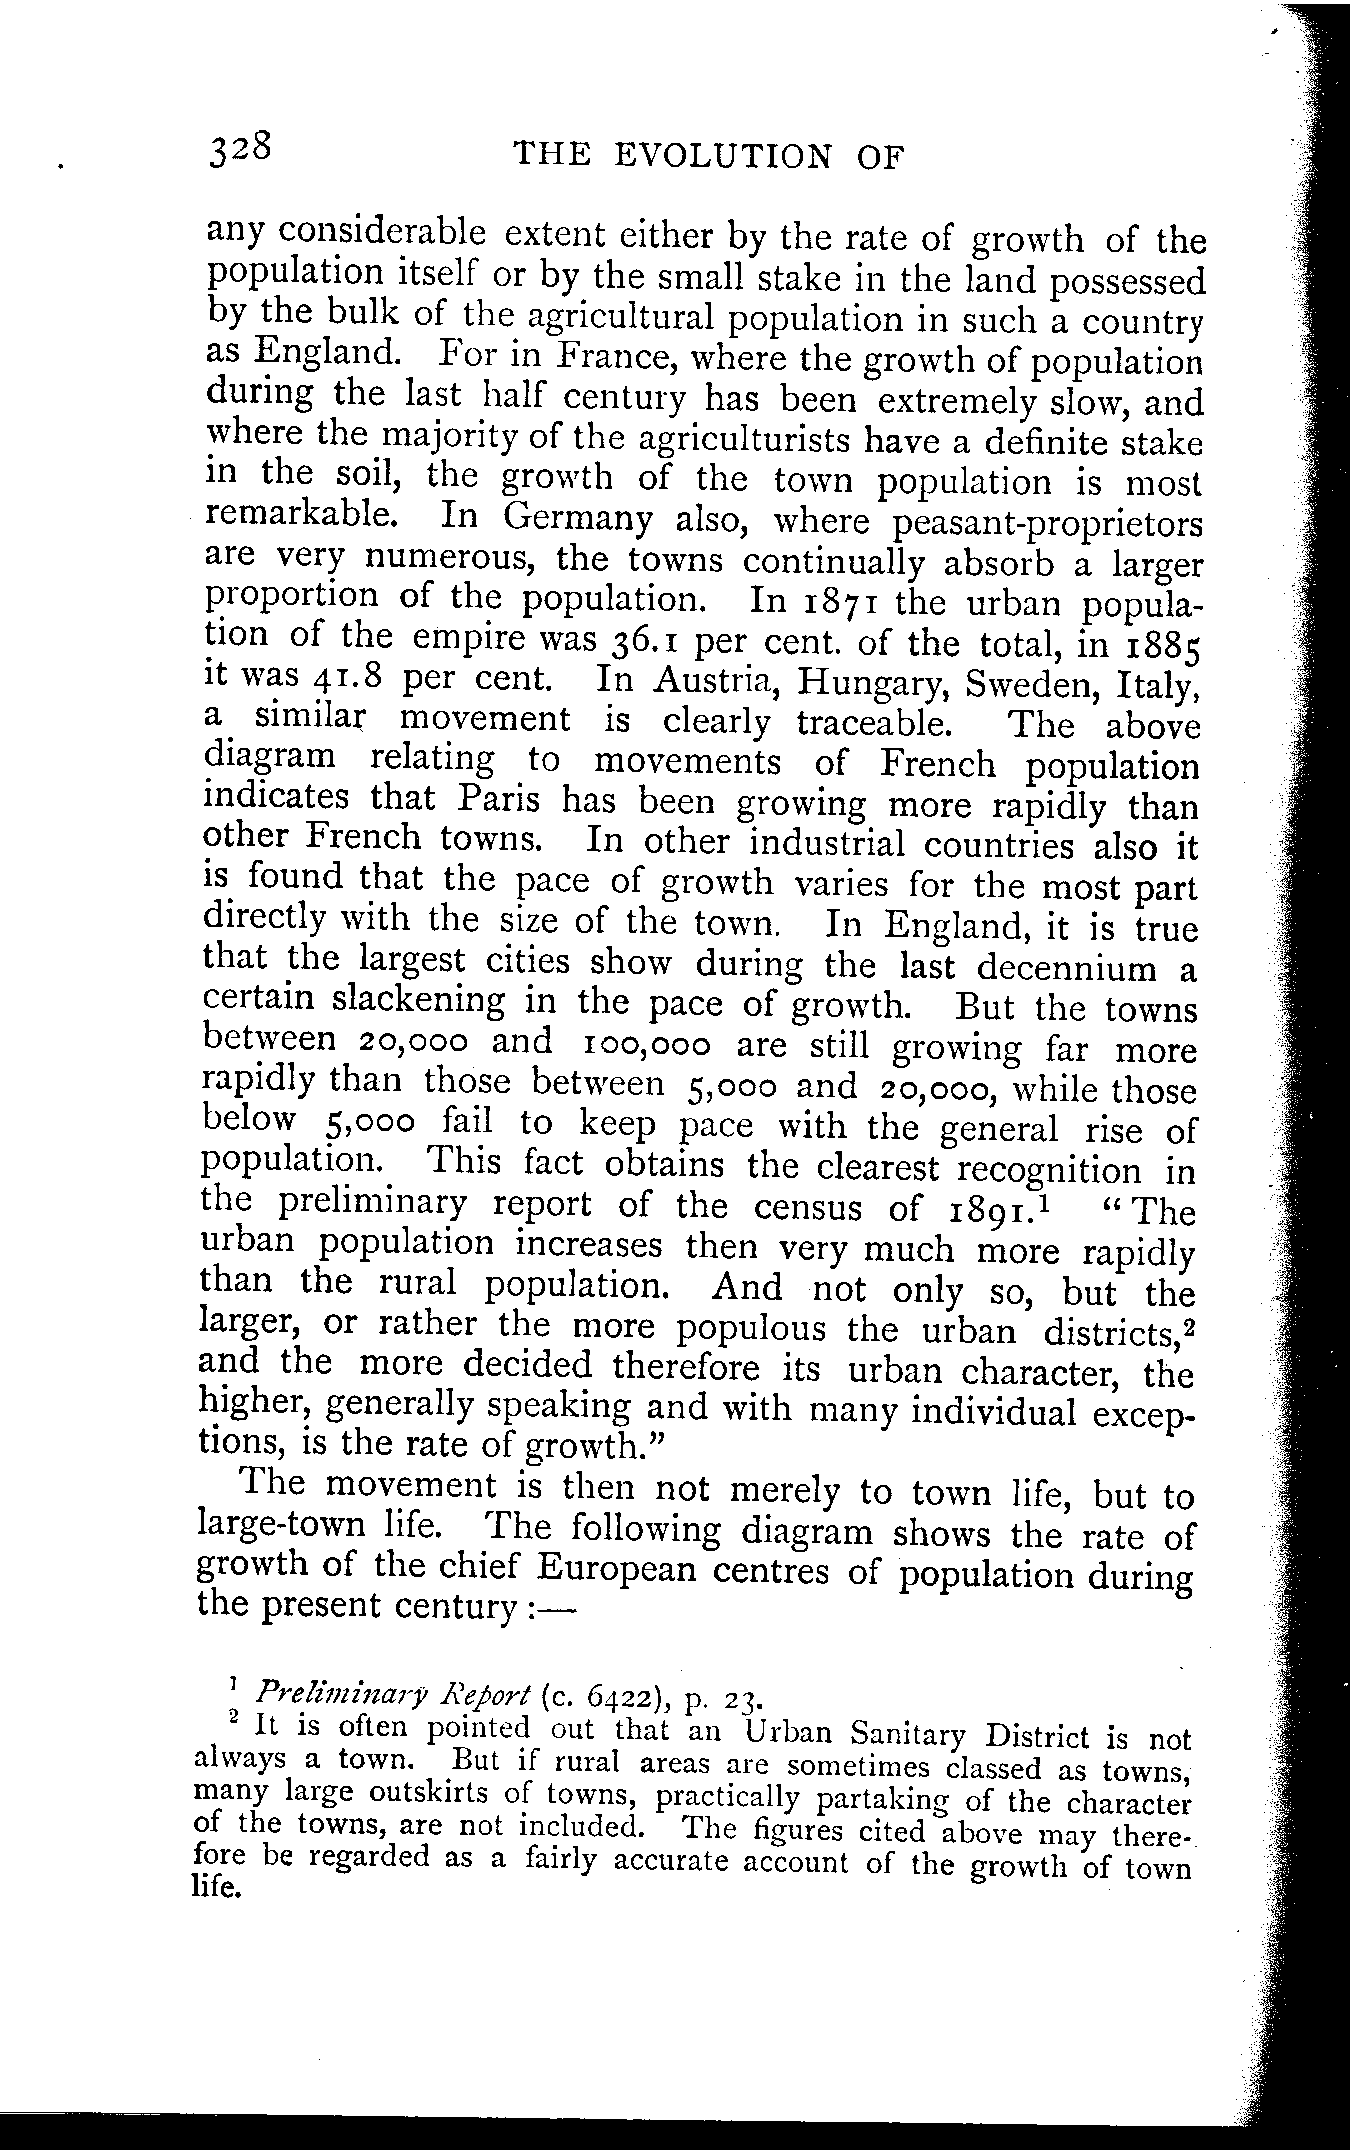 328 THE EVOLUTION OF
any considerable extent either by the rate of growth of the
population itself or by the small stake in the land possessed
by the bulk of the agricultural population in such a country
as England. For in France, where the growth of population
during the last half century has been extremely slow, and
where the majority of the agriculturists have a definite stake
in the soil, the growth of the town population is most
remarkable. In Germany also, where peasant-proprietors
are very numerous, the towns continually absorb a larger
proportion of the population. In 1871 the urban popula-
tion of the empire was 36.1 per cent. of the total, in 1885
it was 41.8 per cent. In Austria, Hungary, Sweden, Italy,
a similar movement is clearly traceable. The above
diagram relating to movements of French population
indicates that Paris has been growing more rapidly than
other French towns. In other industrial countries also it
is found that the pace of growth varies for the most part
directly with the size of the town. In England, it is true
that the largest cities show during the last decennium a
certain slackening in the pace of growth. But the towns
between 20,000 and 100,000 are still growing far more
rapidly than those between 5,000 and 20,000, while those
below 5,000 fail to keep pace with the general rise of
population. This fact obtains the clearest recognition in
the preliminary report of the census of 1891.¹ “The
urban population increases then very much more rapidly
than the rural population. And not only so, but the
larger, or rather the more populous the urban districts,²
and the more decided therefore its urban character, the
higher, generally speaking and with many individual excep-
tions, is the rate of growth.”
The movement is then not merely to town life, but to
large-town life. The following diagram shows the rate of
growth of the chief European centres of population during
the present century :—
¹ Preliminary Report (c. 6422), p. 23.
² It is often pointed out that an Urban Sanitary District is not
always a town. But if rural areas are sometimes classed as towns,
many large outskirts of towns, practically partaking of the character
of the towns, are not included. The figures cited above may there-
fore be regarded as a fairly accurate account of the growth of town
life.